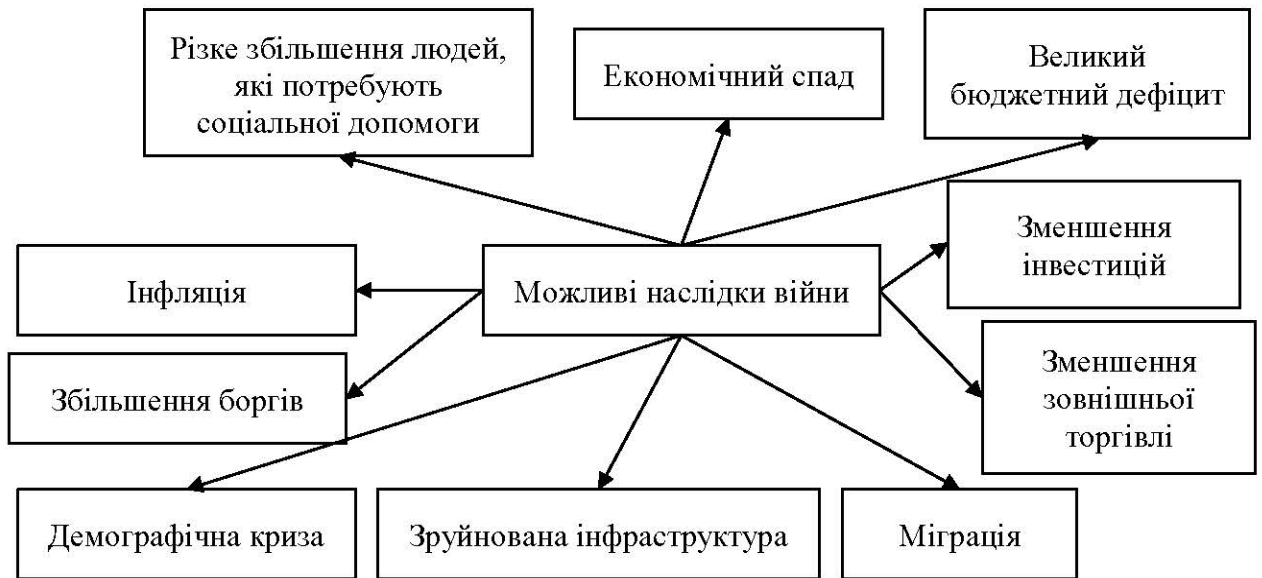 Різке збільшення людей,
які потребують
соціальної допомоги
Економічний спад
Великий
бюджетний дефіцит
Інфляція
Можливі наслідки війни
Зменшення
інвестицій
Збільшення боргів
Зменшення
зовнішньої
торгівлі
Демографічна криза
Зруйнована інфраструктура
Міграція